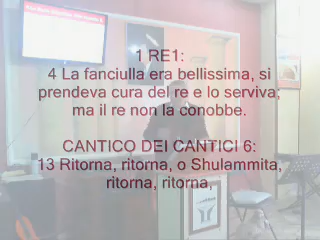 1 RE1:
4 La fanciulla era bellissima, si
prendeva cura del re e lo serviva;
ma il re non la conobbe.
CANTICO DEI CANTICI 6:
13 Ritorna, ritorna, o Shulammita,
ritorna, ritorna,